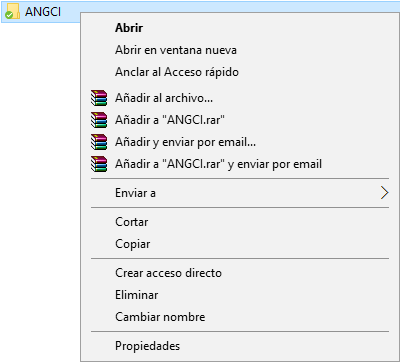 ANGCI
Abrir
Abrir en ventana nueva
Anclar al Acceso rápido
Añadir al archivo...
Añadir a "ANGCI.rar"
Añadir y enviar por email...
Añadir a "ANGCI.rar" y enviar por email
Enviar a
Cortar
Copiar
Crear acceso directo
Eliminar
Cambiar nombre
Propiedades